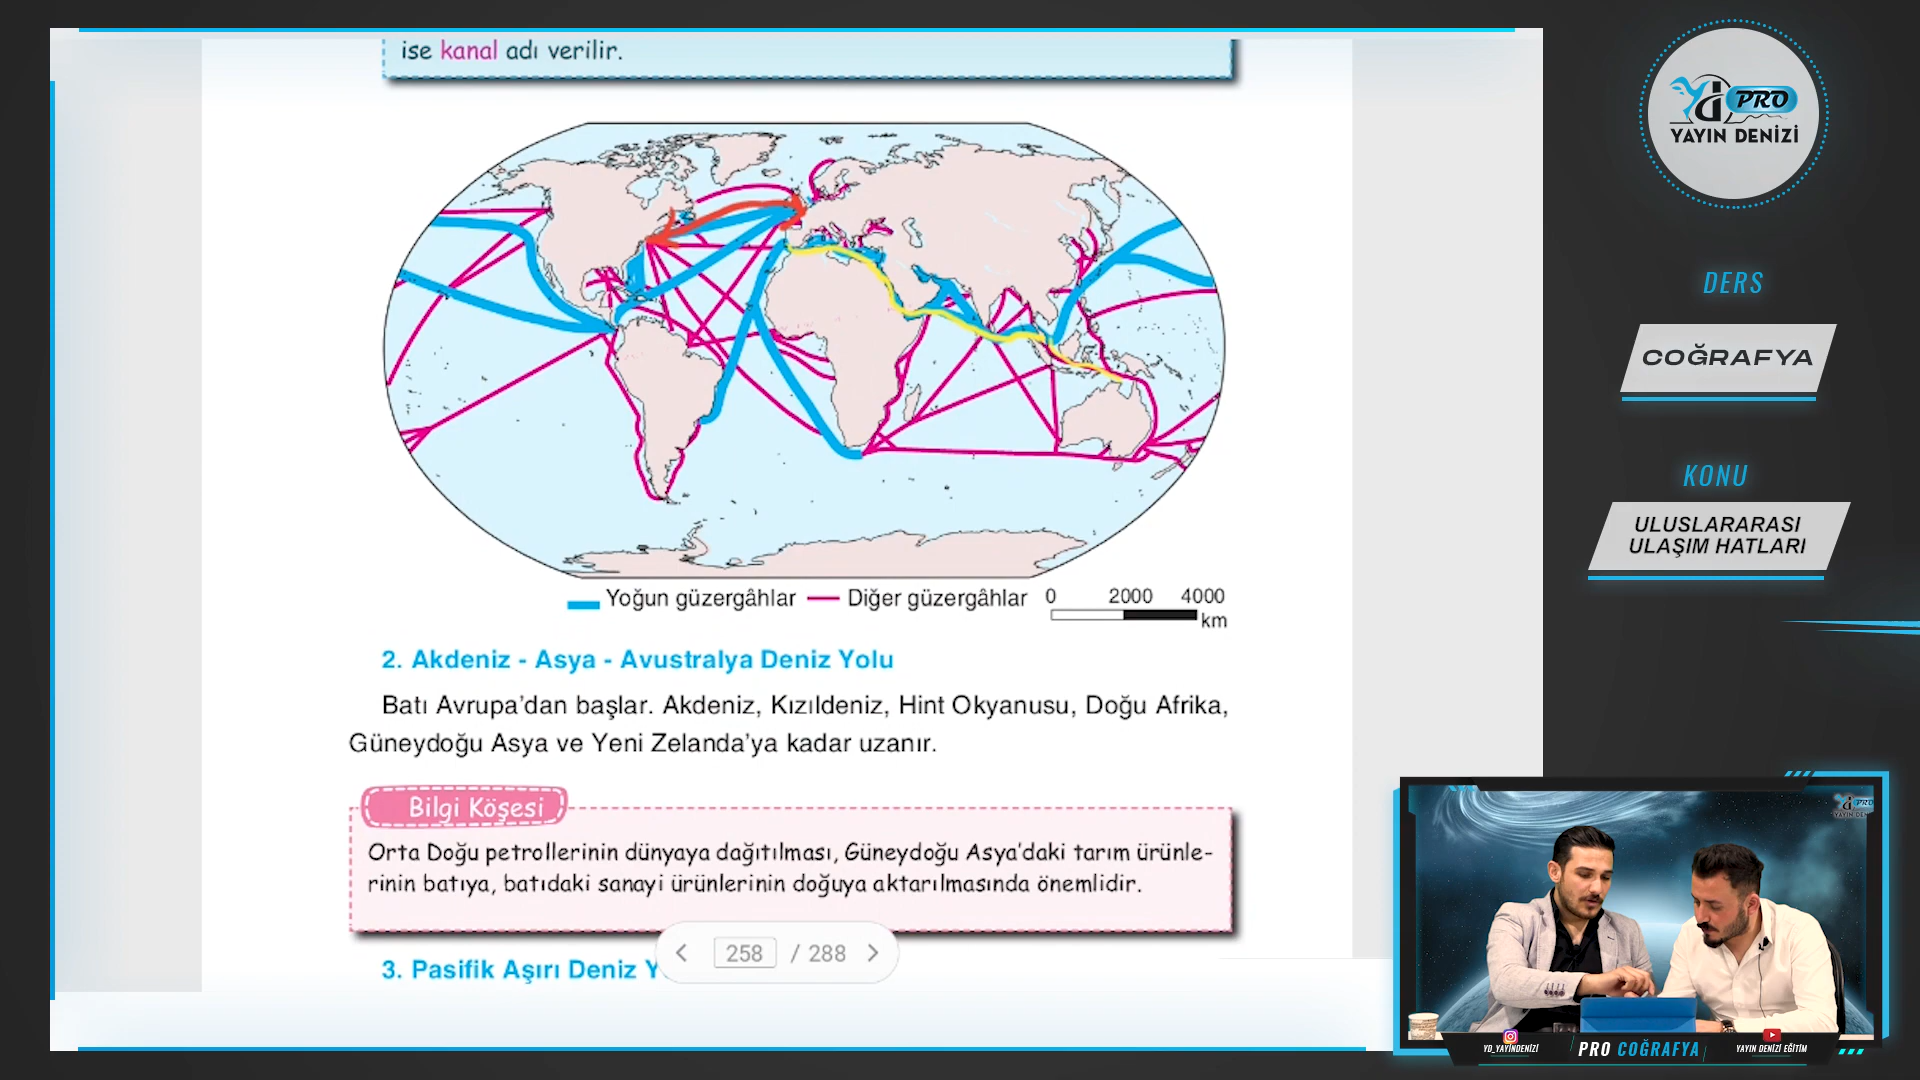 ise kanal adı verilir.
Yoğun güzergâhlar
Diğer güzergâhlar
0 2000 4000
km
2. Akdeniz - Asya - Avustralya Deniz Yolu
Batı Avrupa'dan başlar. Akdeniz, Kızıldeniz, Hint Okyanusu, Doğu Afrika,
Güneydoğu Asya ve Yeni Zelanda'ya kadar uzanır.
Bilgi Köşesi
Orta Doğu petrollerinin dünyaya dağıtılması, Güneydoğu Asya'daki tarım ürünle-
rinin batıya, batıdaki sanayi ürünlerinin doğuya aktarılmasında önemlidir.
3. Pasifik Aşırı Deniz Y
258 / 288
yd PRO
YAYIN DENİZİ
DERS
COĞRAFYA
KONU
ULUSLARARASI
ULAŞIM HATLARI
YD_YAYINDENİZİ
PRO COĞRAFYA
YAYIN DENİZİ EĞİTİM